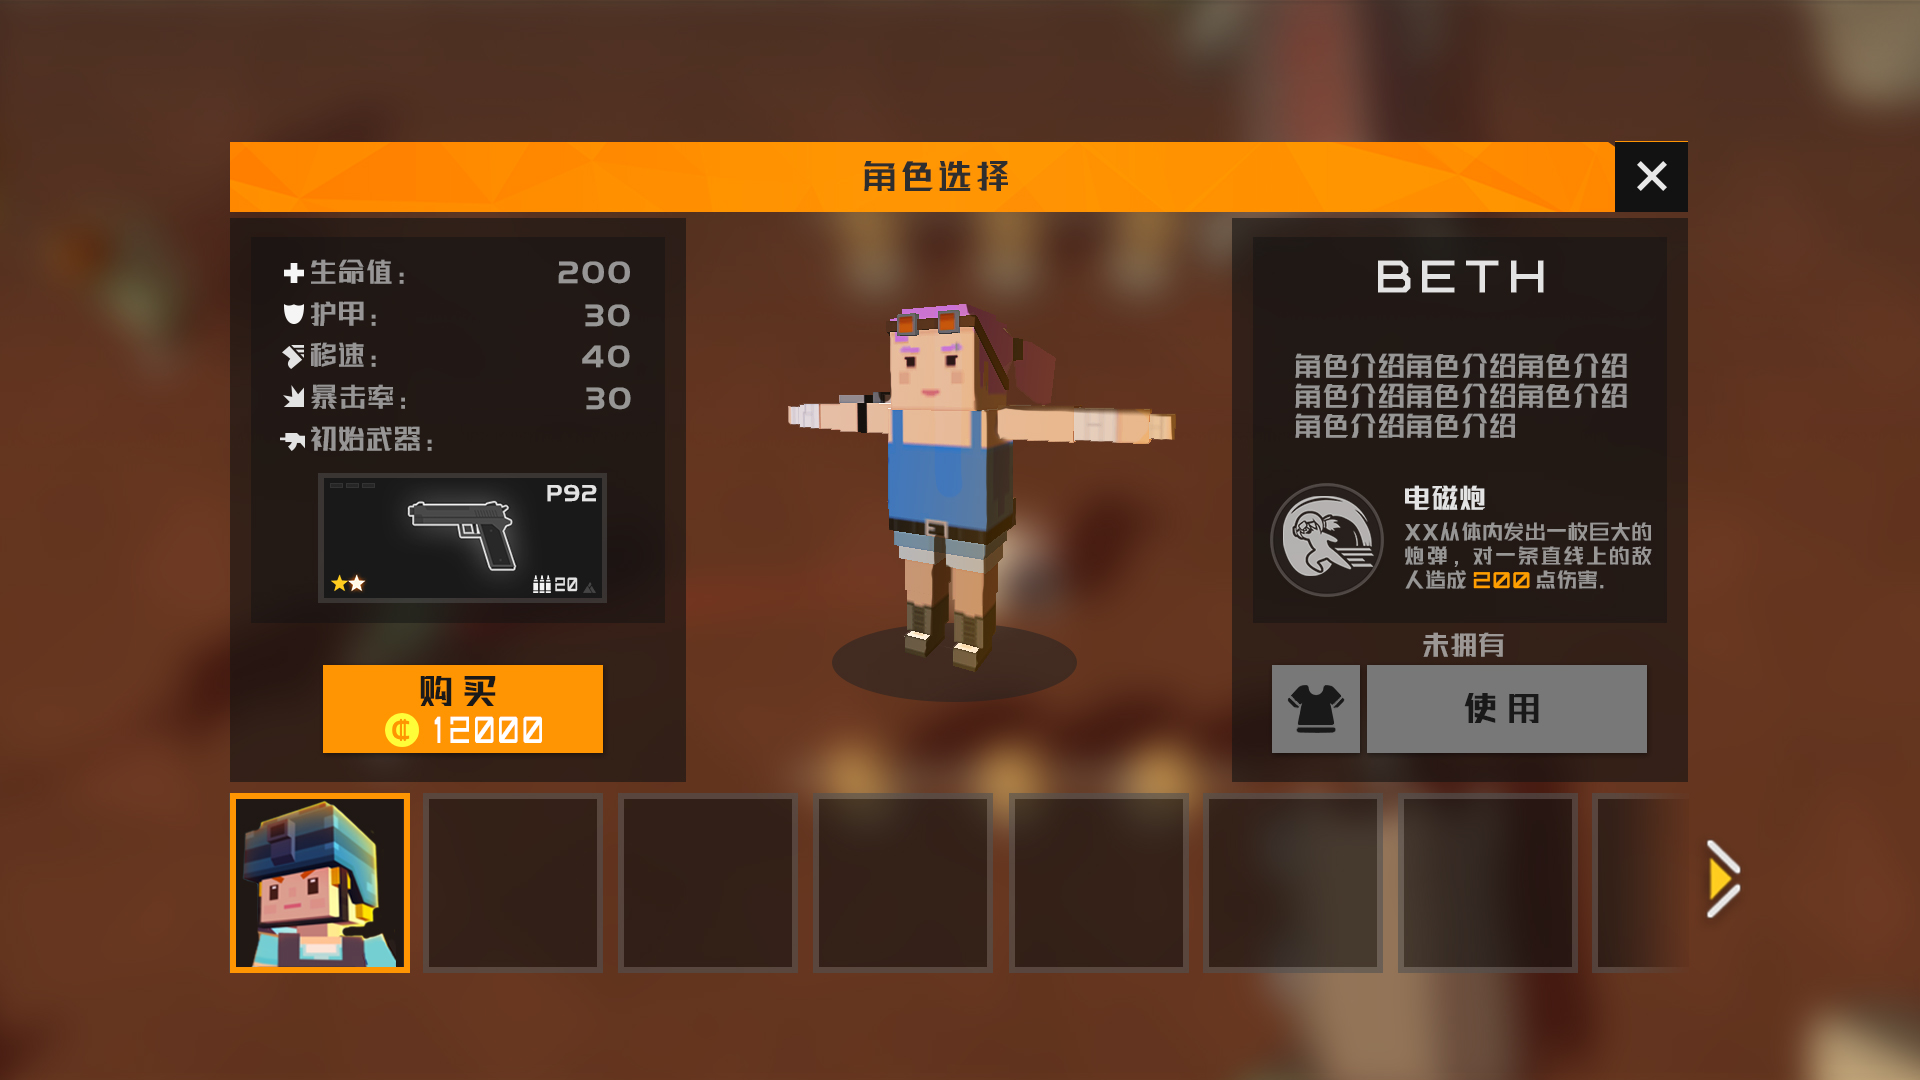 角色选择
生命值: 200
护甲: 30
移速: 40
暴击率: 30
初始武器:
P92
20
购买
12000
BETH
角色介绍角色介绍角色介绍
角色介绍角色介绍角色介绍
角色介绍角色介绍
电磁炮
XX从体内发出一枚巨大的
炮弹，对一条直线上的敌
人造成 200 点伤害.
未拥有
使用